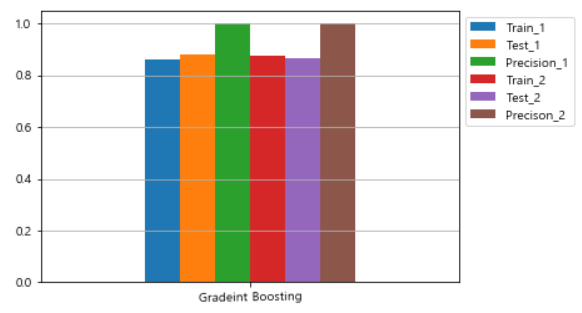 1.0
0.8
0.6
0.4
0.2
0.0
Gradeint Boosting
Train_1
Test_1
Precision_1
Train_2
Test_2
Precison_2